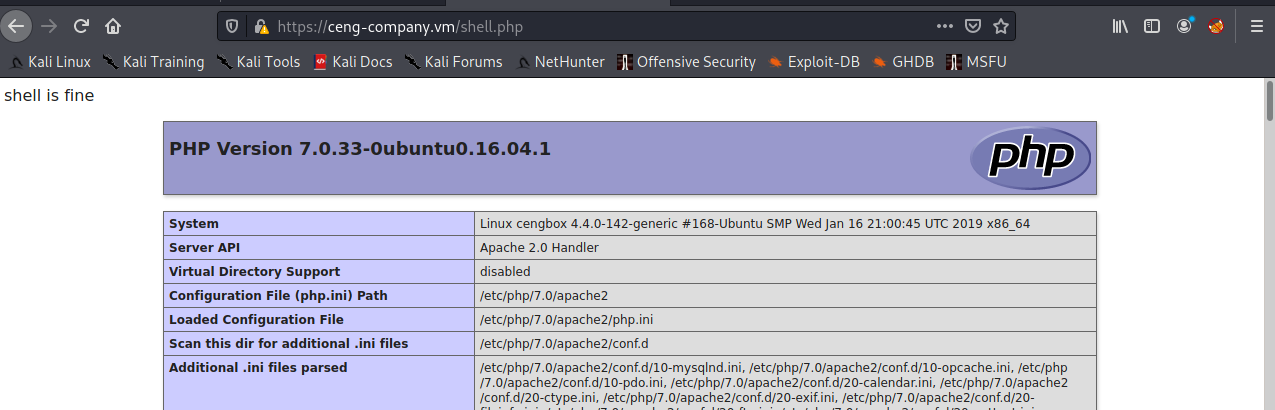 https://ceng-company.vm/shell.php
Kali Linux Kali Training Kali Tools Kali Docs Kali Forums NetHunter Offensive Security Exploit-DB GHDB MSFU
shell is fine
PHP Version 7.0.33-0ubuntu0.16.04.1
php
System Linux cengbox 4.4.0-142-generic #168-Ubuntu SMP Wed Jan 16 21:00:45 UTC 2019 x86_64
Server API Apache 2.0 Handler
Virtual Directory Support disabled
Configuration File (php.ini) Path /etc/php/7.0/apache2
Loaded Configuration File /etc/php/7.0/apache2/php.ini
Scan this dir for additional .ini files /etc/php/7.0/apache2/conf.d
Additional .ini files parsed /etc/php/7.0/apache2/conf.d/10-mysqlnd.ini, /etc/php/7.0/apache2/conf.d/10-opcache.ini, /etc/php
/7.0/apache2/conf.d/10-pdo.ini, /etc/php/7.0/apache2/conf.d/20-calendar.ini, /etc/php/7.0/apache2
/conf.d/20-ctype.ini, /etc/php/7.0/apache2/conf.d/20-exif.ini, /etc/php/7.0/apache2/conf.d/20-